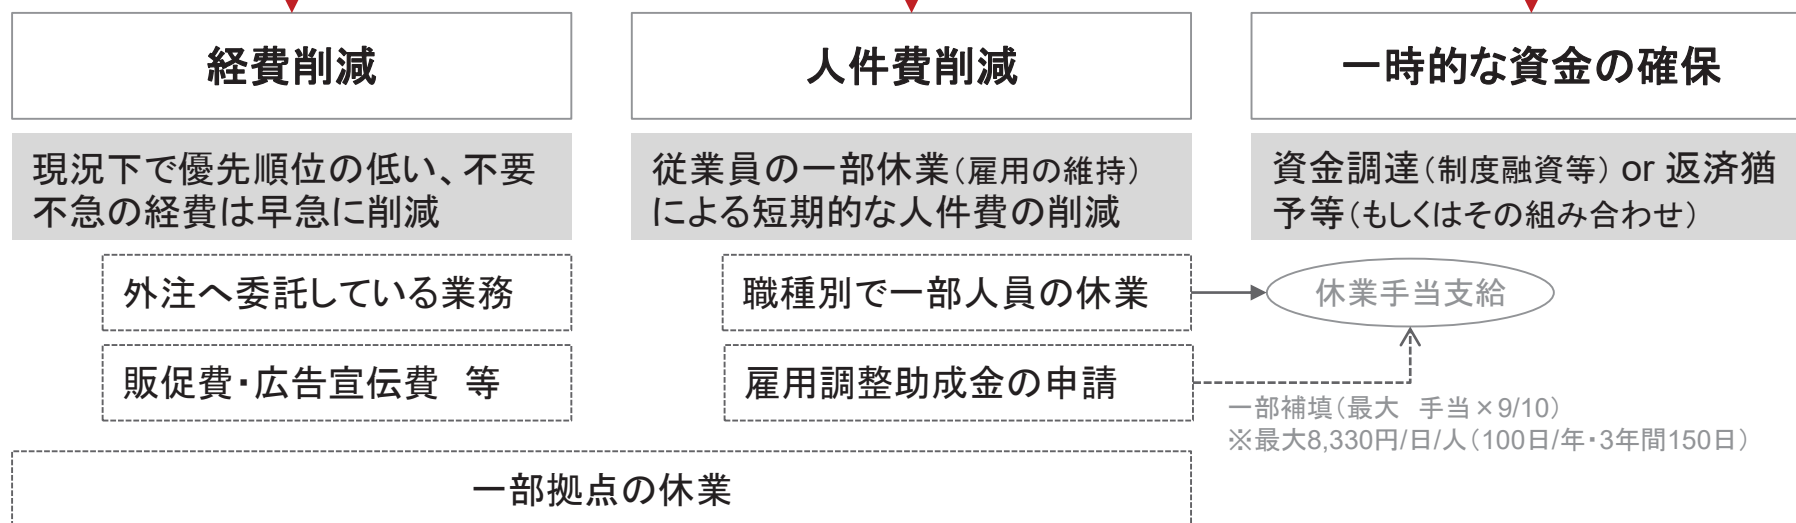 経費削減
現況下で優先順位の低い、不要
不急の経費は早急に削減
外注へ委託している業務
販促費・広告宣伝費　等
人件費削減
従業員の一部休業（雇用の維持）
による短期的な人件費の削減
職種別で一部人員の休業
雇用調整助成金の申請
一時的な資金の確保
資金調達（制度融資等）or 返済猶
予等（もしくはその組み合わせ）
休業手当支給
一部補填（最大　手当×9/10）
※最大8,330円/日/人（100日/年・3年間150日）
一部拠点の休業